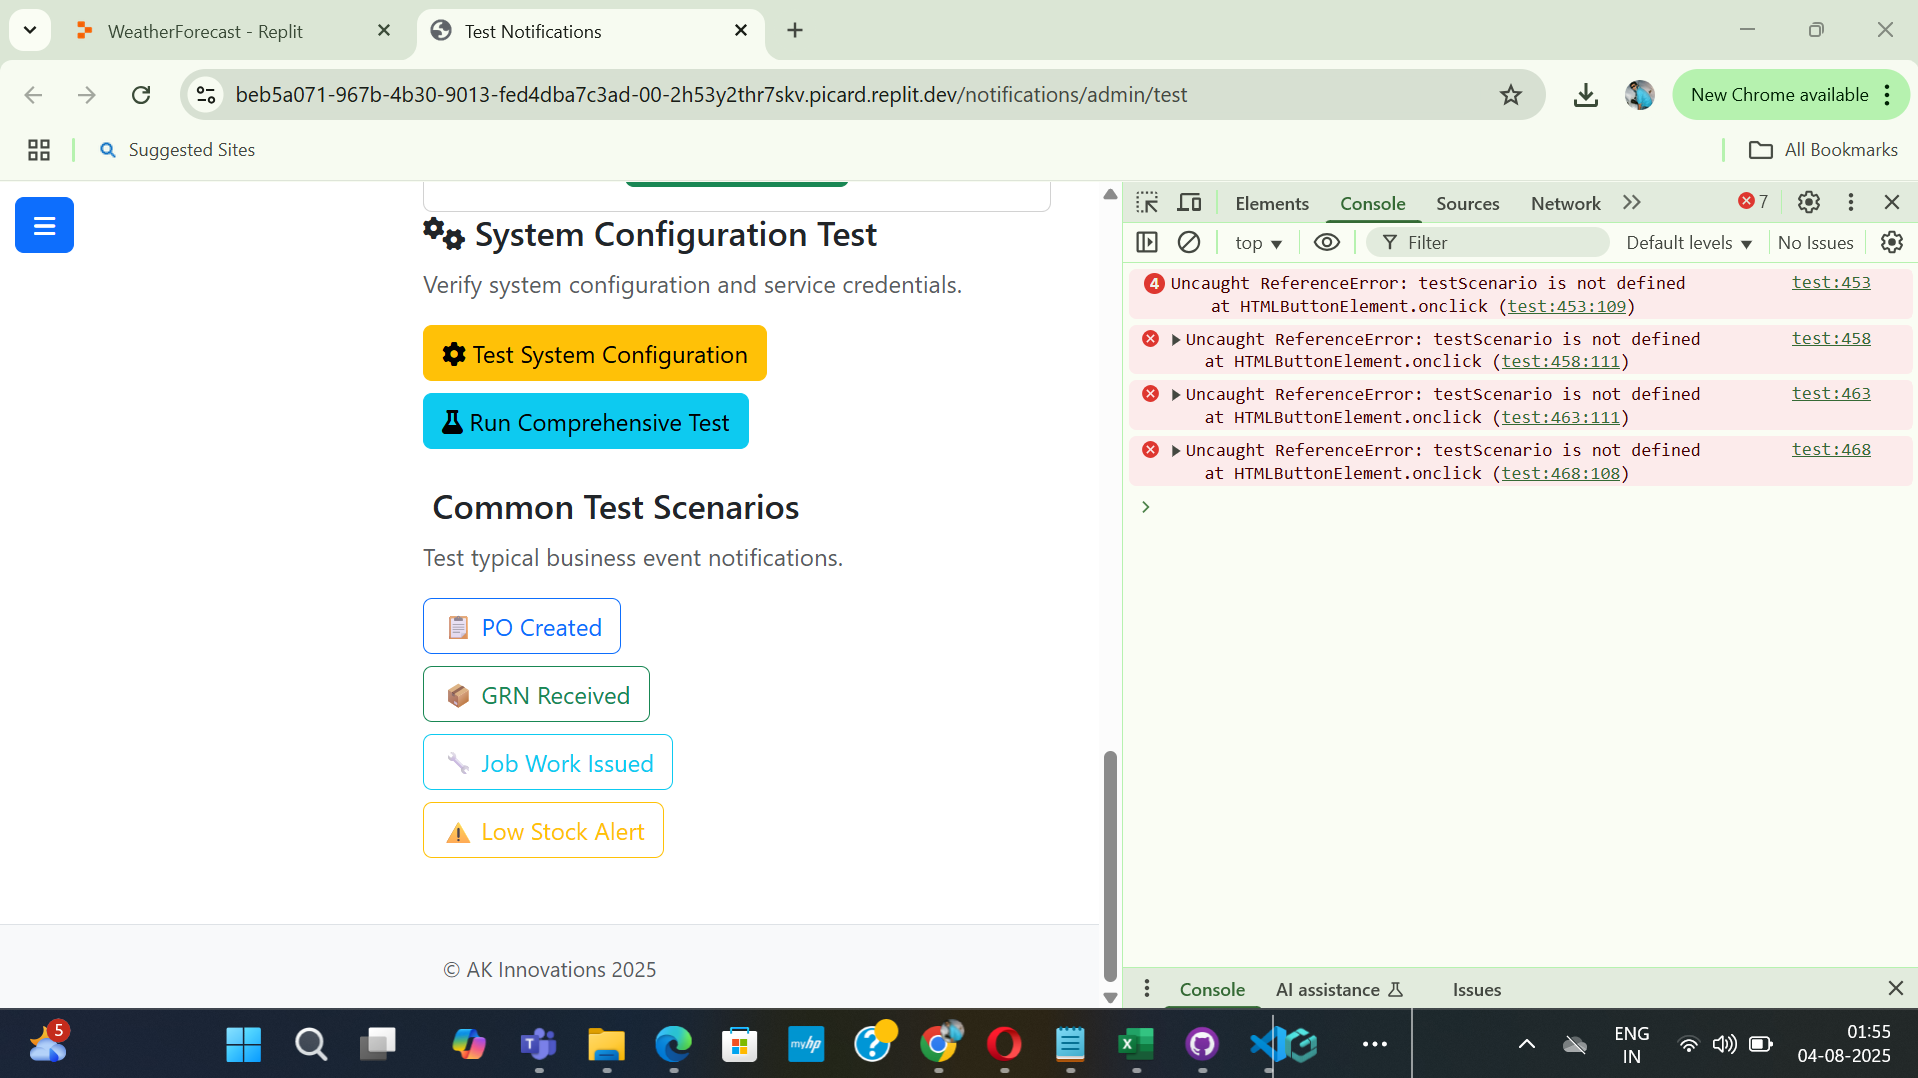 WeatherForecast - Replit
Test Notifications
beb5a071-967b-4b30-9013-fed4dba7c3ad-00-2h53y2thr7skv.picard.replit.dev/notifications/admin/test
New Chrome available
Suggested Sites
All Bookmarks
System Configuration Test
Verify system configuration and service credentials.
Test System Configuration
Run Comprehensive Test
Common Test Scenarios
Test typical business event notifications.
PO Created
GRN Received
Job Work Issued
Low Stock Alert
© AK Innovations 2025
Elements Console Sources Network 7
top Filter Default levels No Issues
4 Uncaught ReferenceError: testScenario is not defined test:453
at HTMLButtonElement.onclick (test:453:109)
Uncaught ReferenceError: testScenario is not defined test:458
at HTMLButtonElement.onclick (test:458:111)
Uncaught ReferenceError: testScenario is not defined test:463
at HTMLButtonElement.onclick (test:463:111)
Uncaught ReferenceError: testScenario is not defined test:468
at HTMLButtonElement.onclick (test:468:108)
Console AI assistance Issues
5
myhp
ENG
IN
01:55
04-08-2025